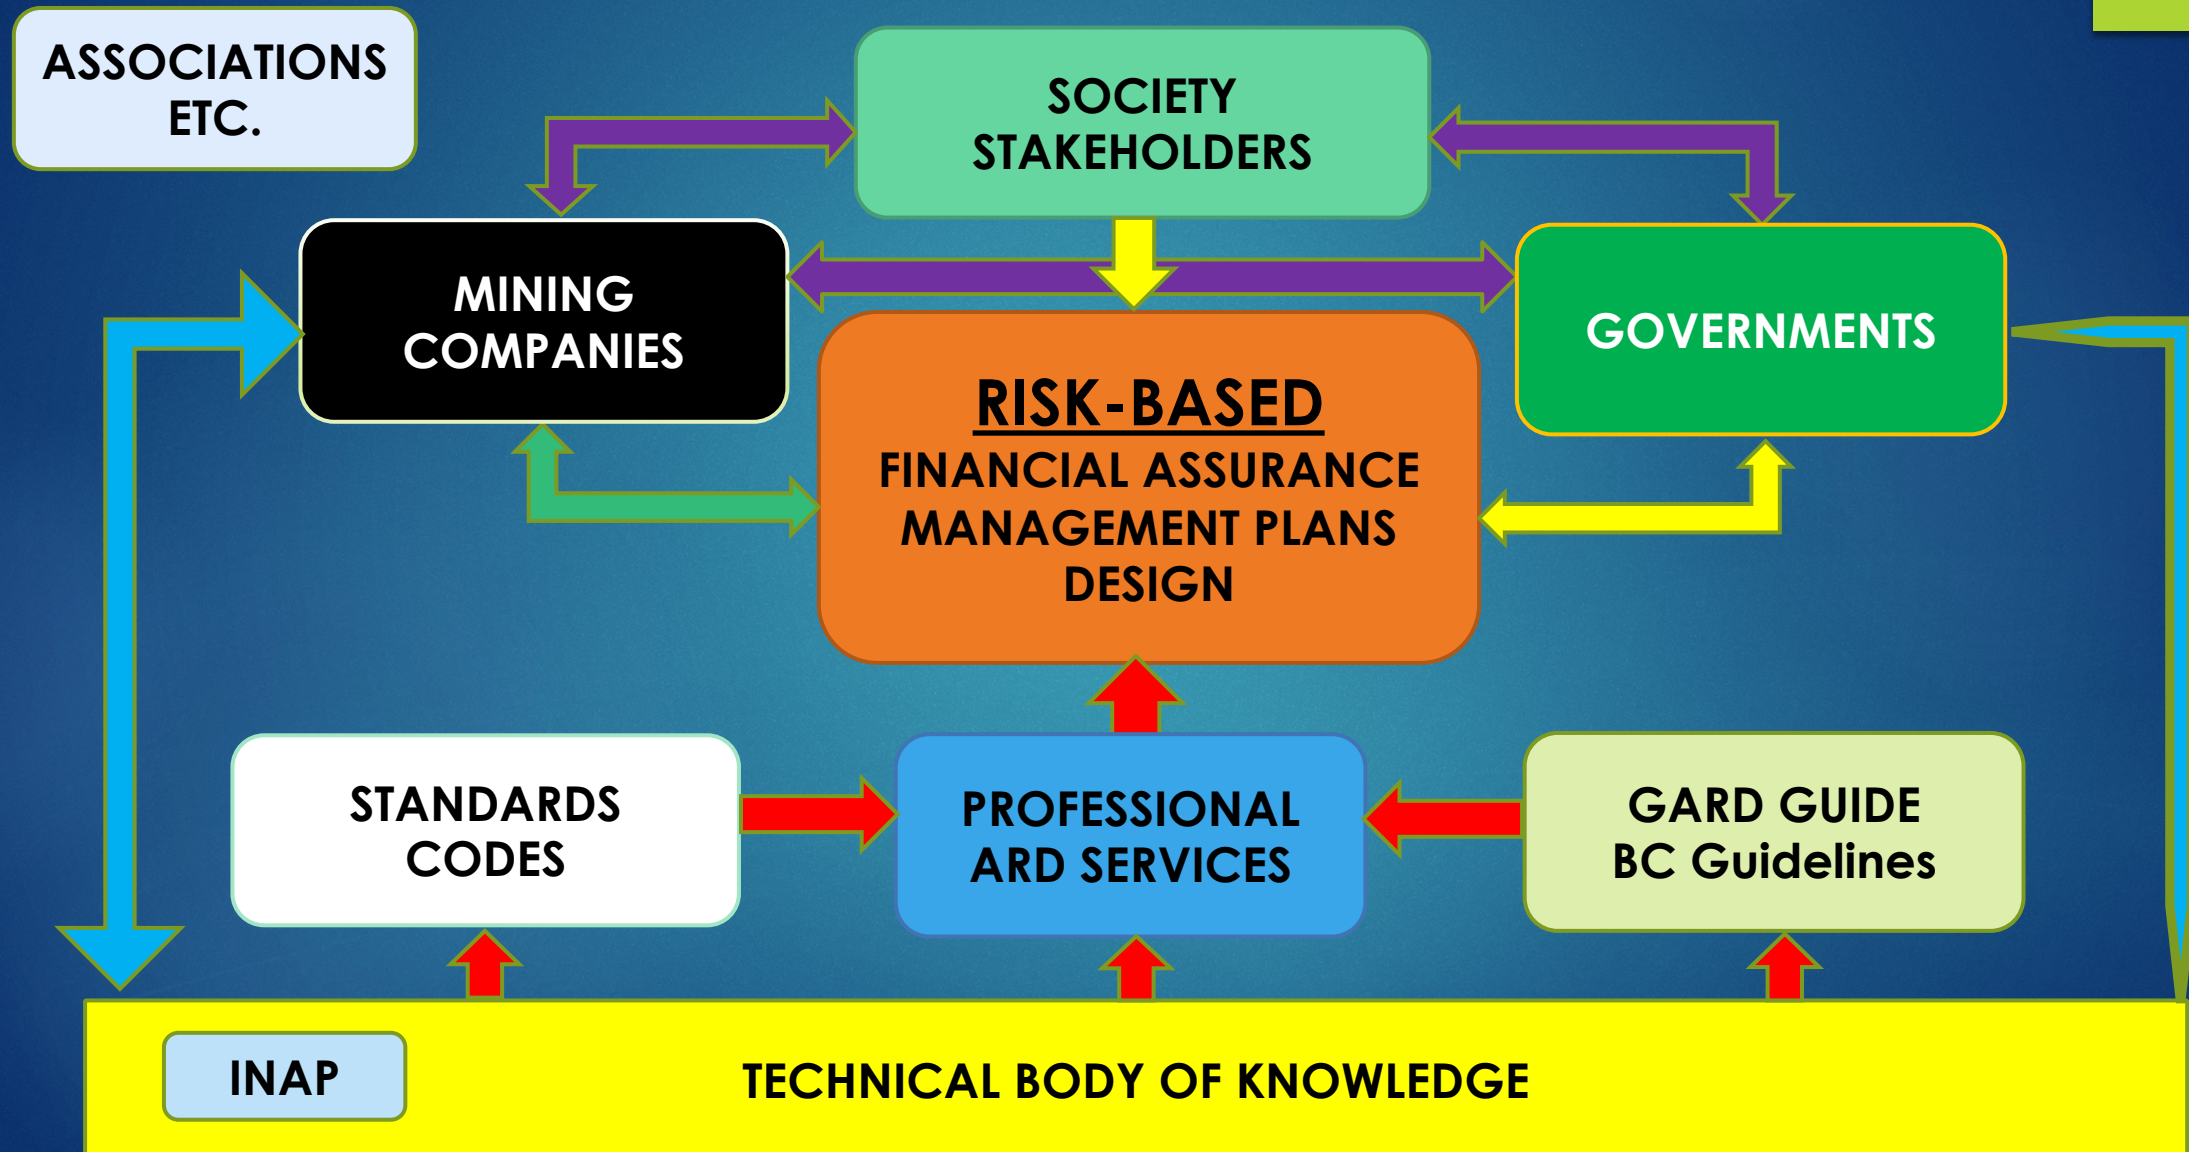 ASSOCIATIONS
ETC.
SOCIETY
STAKEHOLDERS
MINING
COMPANIES
GOVERNMENTS
RISK-BASED
FINANCIAL ASSURANCE
MANAGEMENT PLANS
DESIGN
STANDARDS
CODES
PROFESSIONAL
ARD SERVICES
GARD GUIDE
BC Guidelines
INAP
TECHNICAL BODY OF KNOWLEDGE